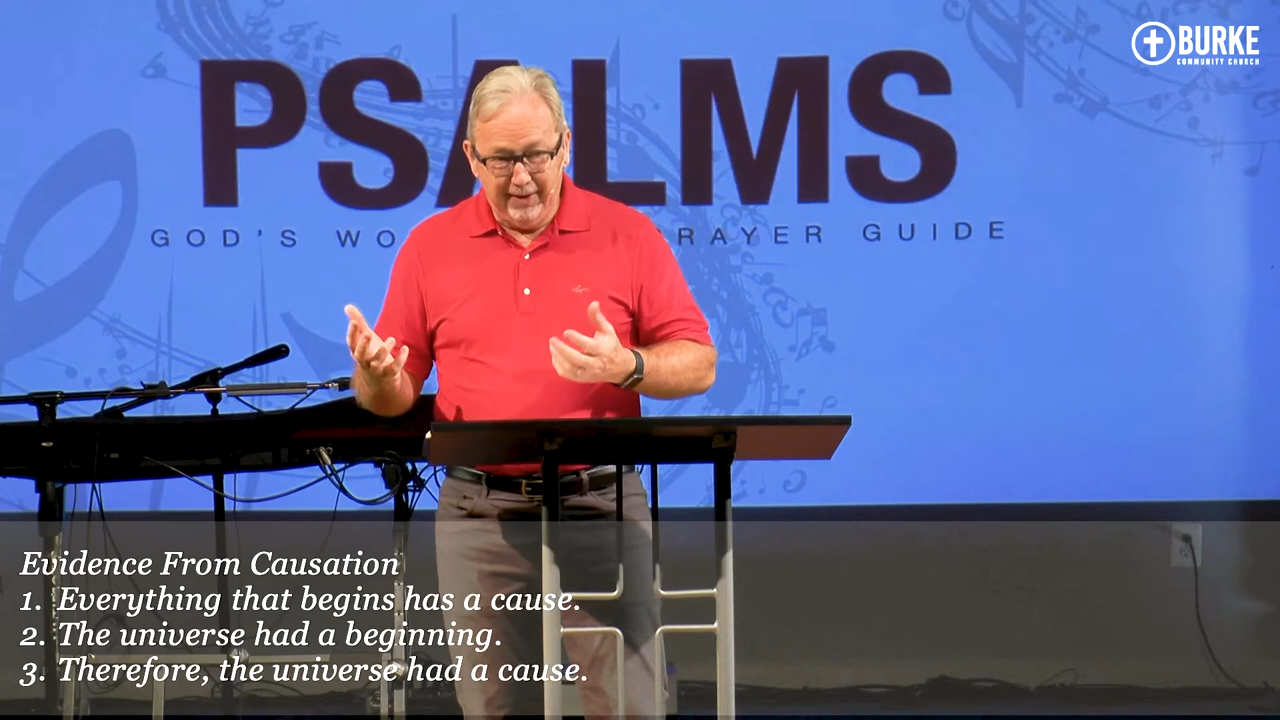 BURKE
COMMUNITY CHURCH
PSALMS
GOD'S WO RAYER GUIDE
Evidence From Causation
1. Everything that begins has a cause.
2. The universe had a beginning.
3. Therefore, the universe had a cause.